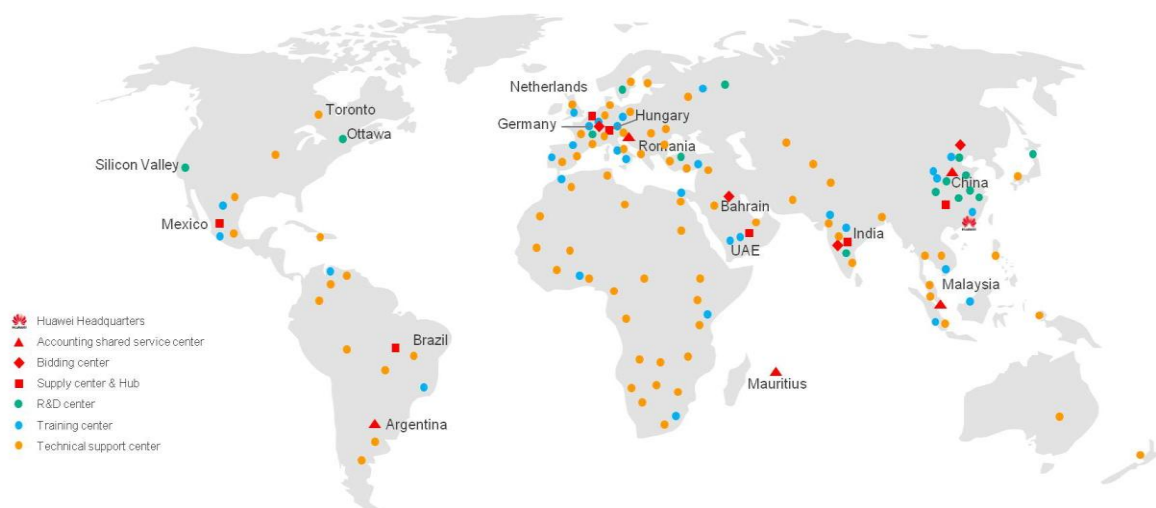 Netherlands
Toronto
Germany
Hungary
Ottawa
Romania
Silicon Valley
China
Bahrain
Mexico
India
UAE
Malaysia
Huawei Headquarters
Accounting shared service center
Brazil
Bidding center
Mauritius
Supply center & Hub
R&D center
Training center
Argentina
Technical support center